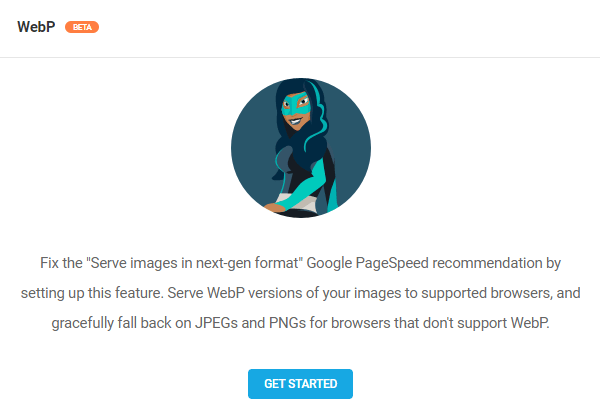 WebP BETA
Fix the "Serve images in next-gen format" Google PageSpeed recommendation by
setting up this feature. Serve WebP versions of your images to supported browsers, and
gracefully fall back on JPEGs and PNGs for browsers that don't support WebP.
GET STARTED